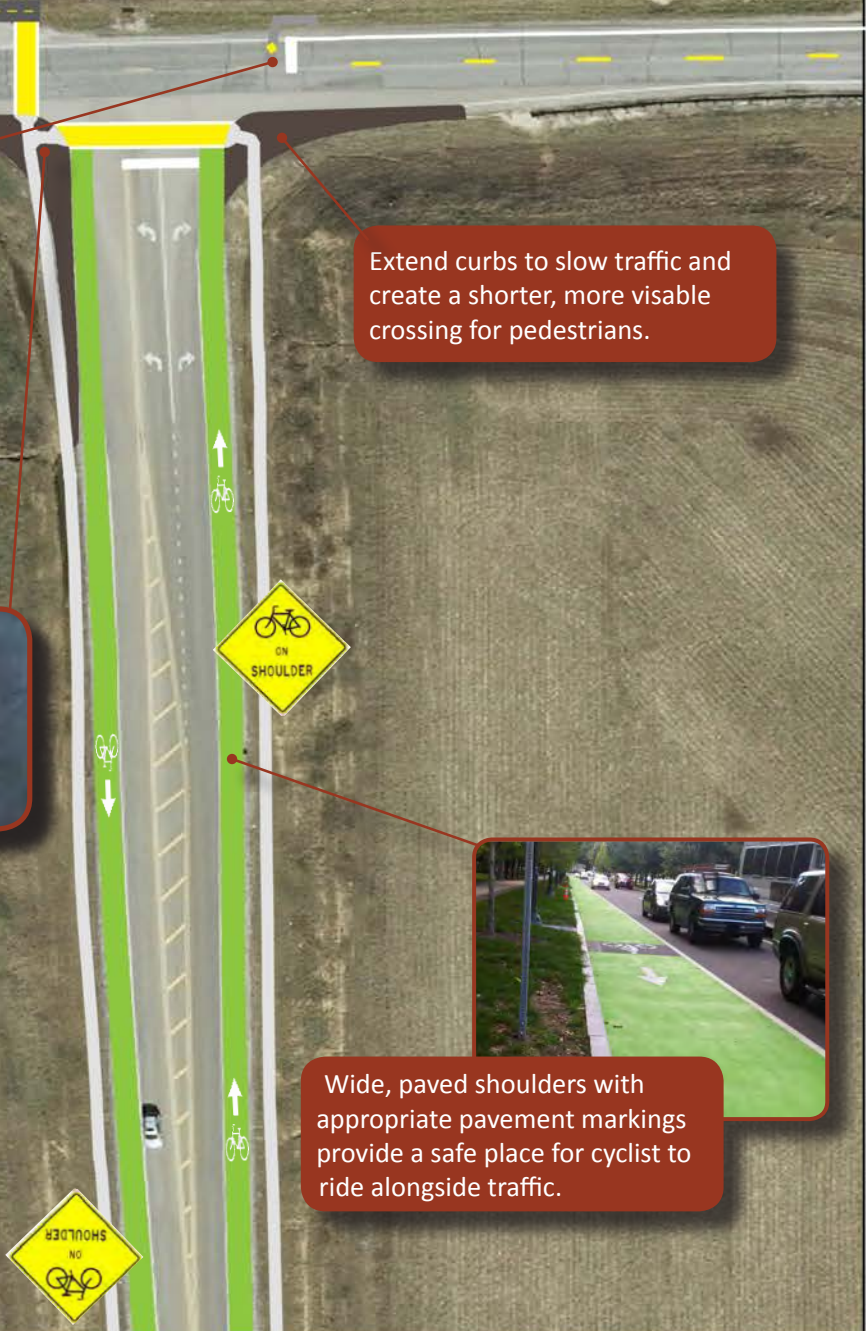 Extend curbs to slow traffic and
create a shorter, more visable
crossing for pedestrians.
ON
SHOULDER
Wide, paved shoulders with
appropriate pavement markings
provide a safe place for cyclist to
ride alongside traffic.
ON
SHOULDER